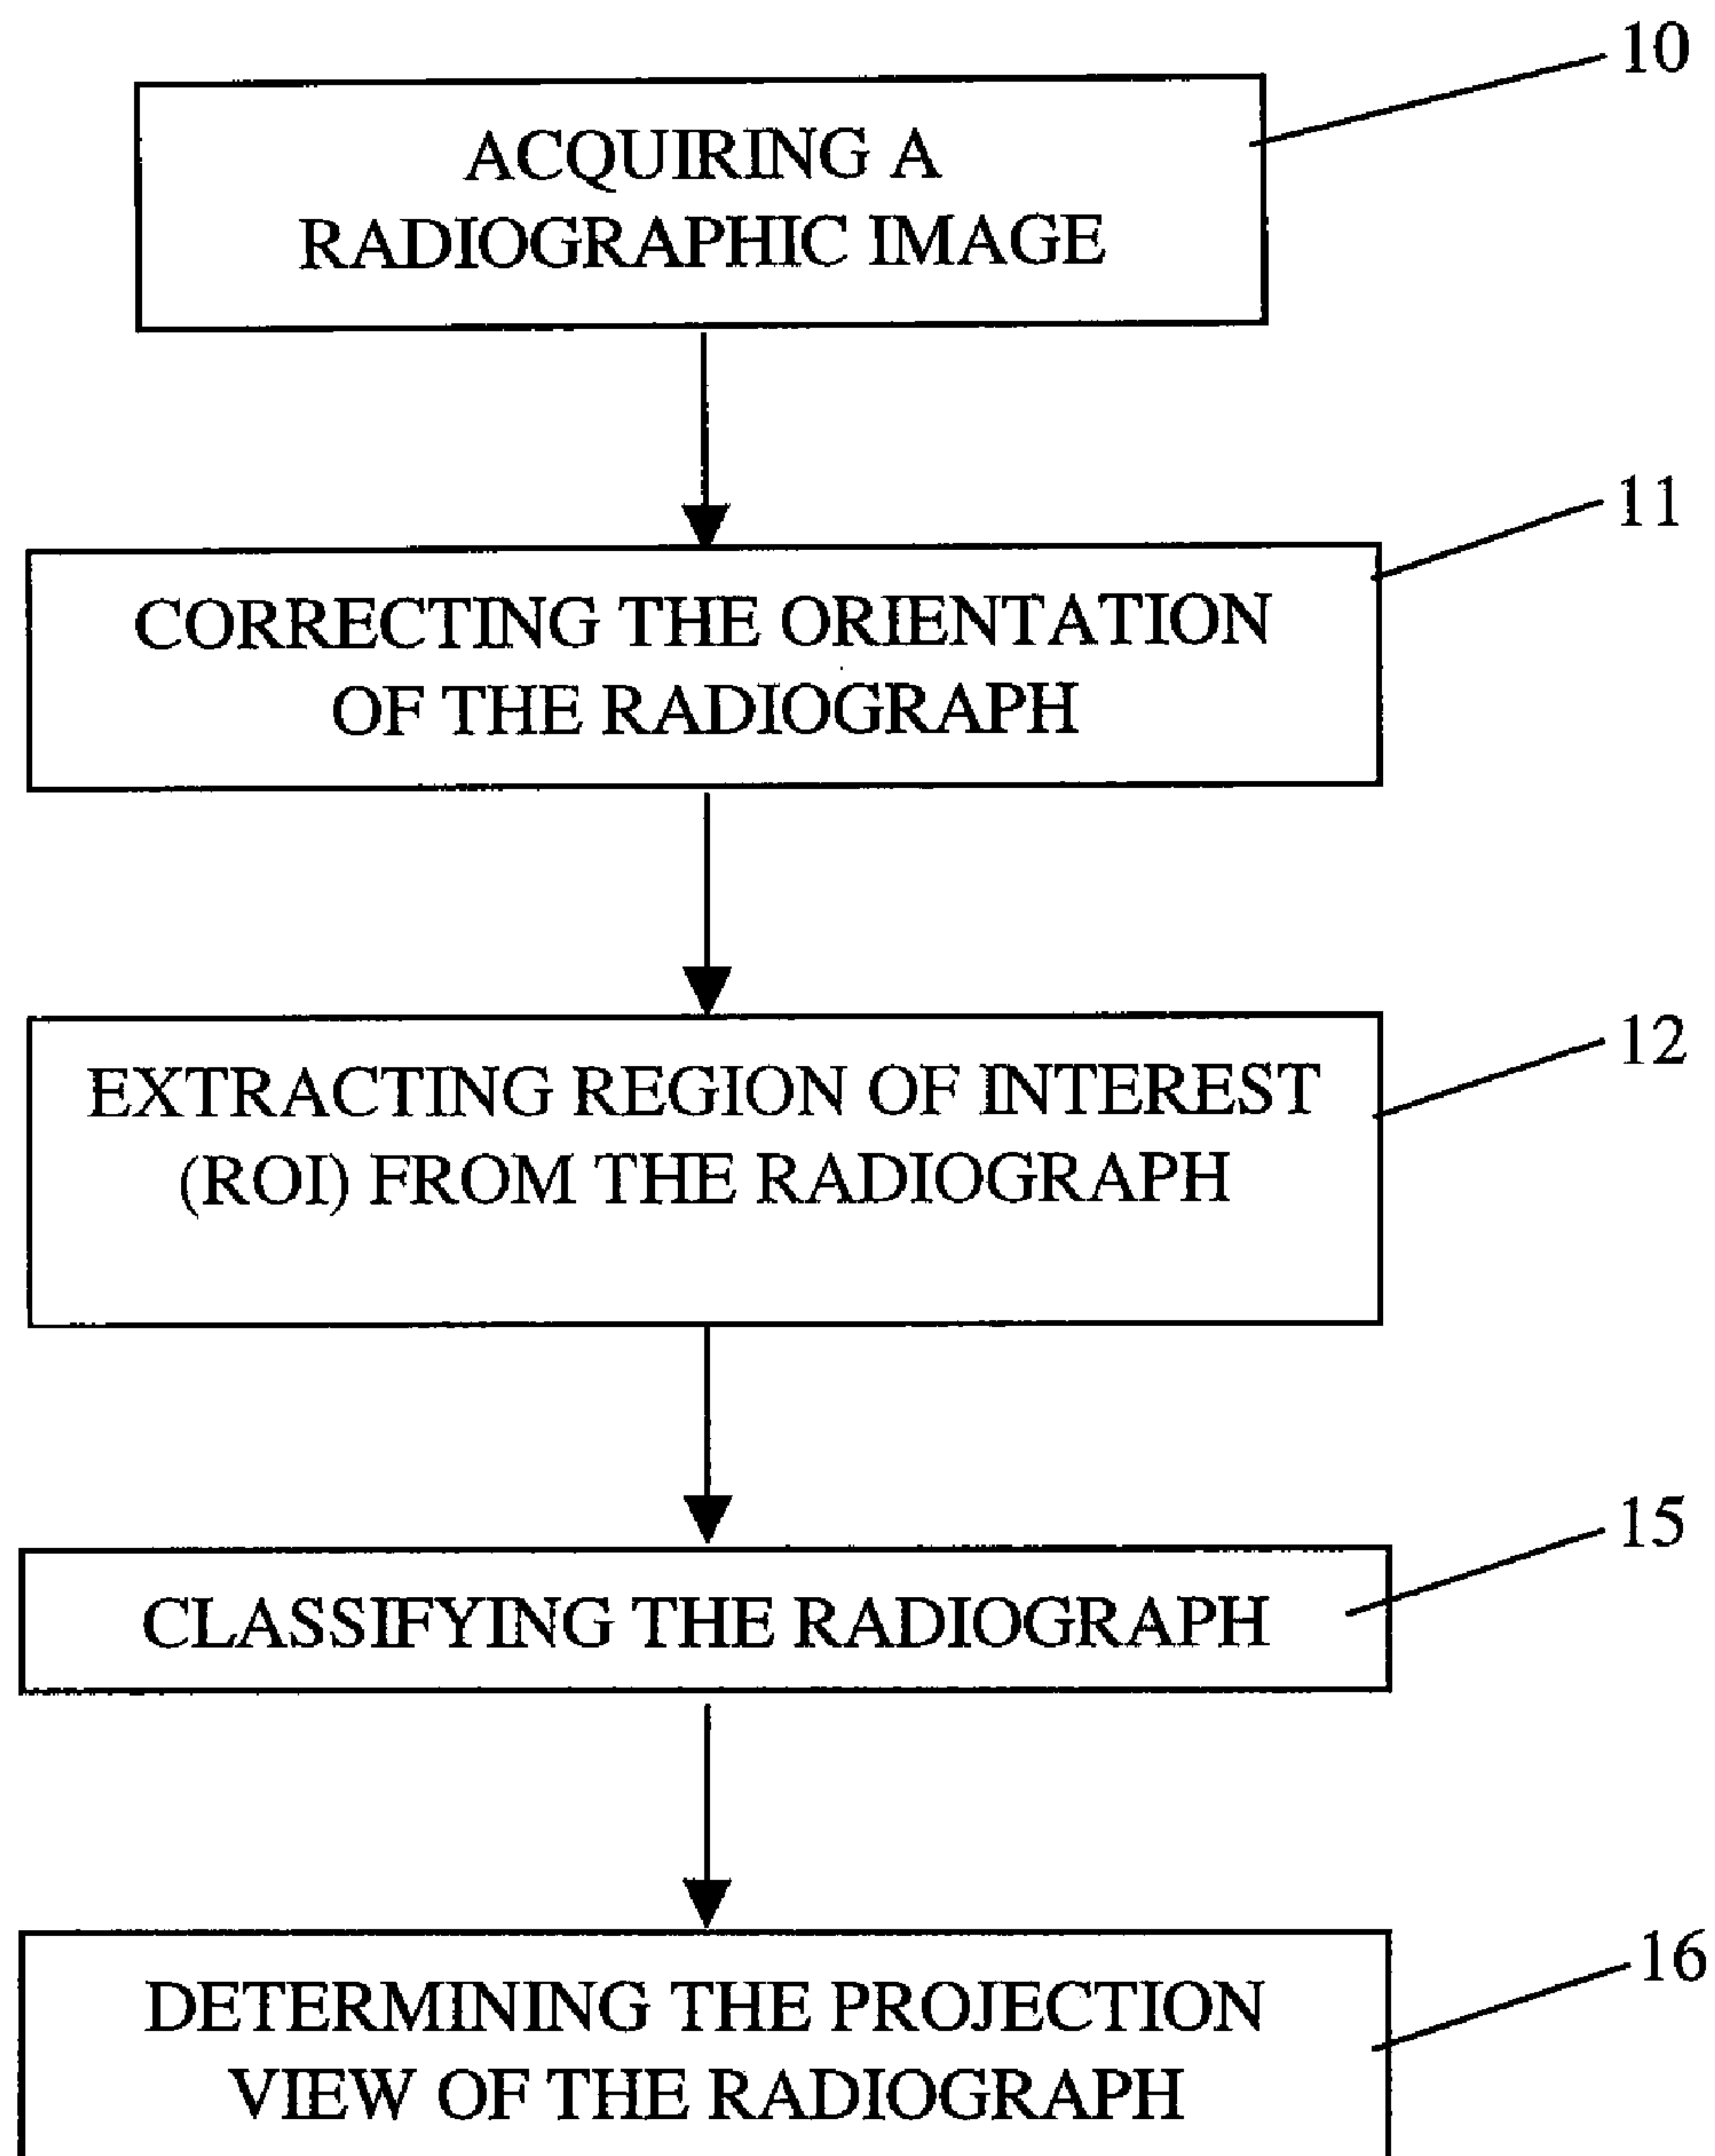 10
ACQUIRING A
RADIOGRAPHIC IMAGE
11
CORRECTING THE ORIENTATION
OF THE RADIOGRAPH
12
EXTRACTING REGION OF INTEREST
(ROI) FROM THE RADIOGRAPH
15
CLASSIFYING THE RADIOGRAPH
16
DETERMINING THE PROJECTION
VIEW OF THE RADIOGRAPH